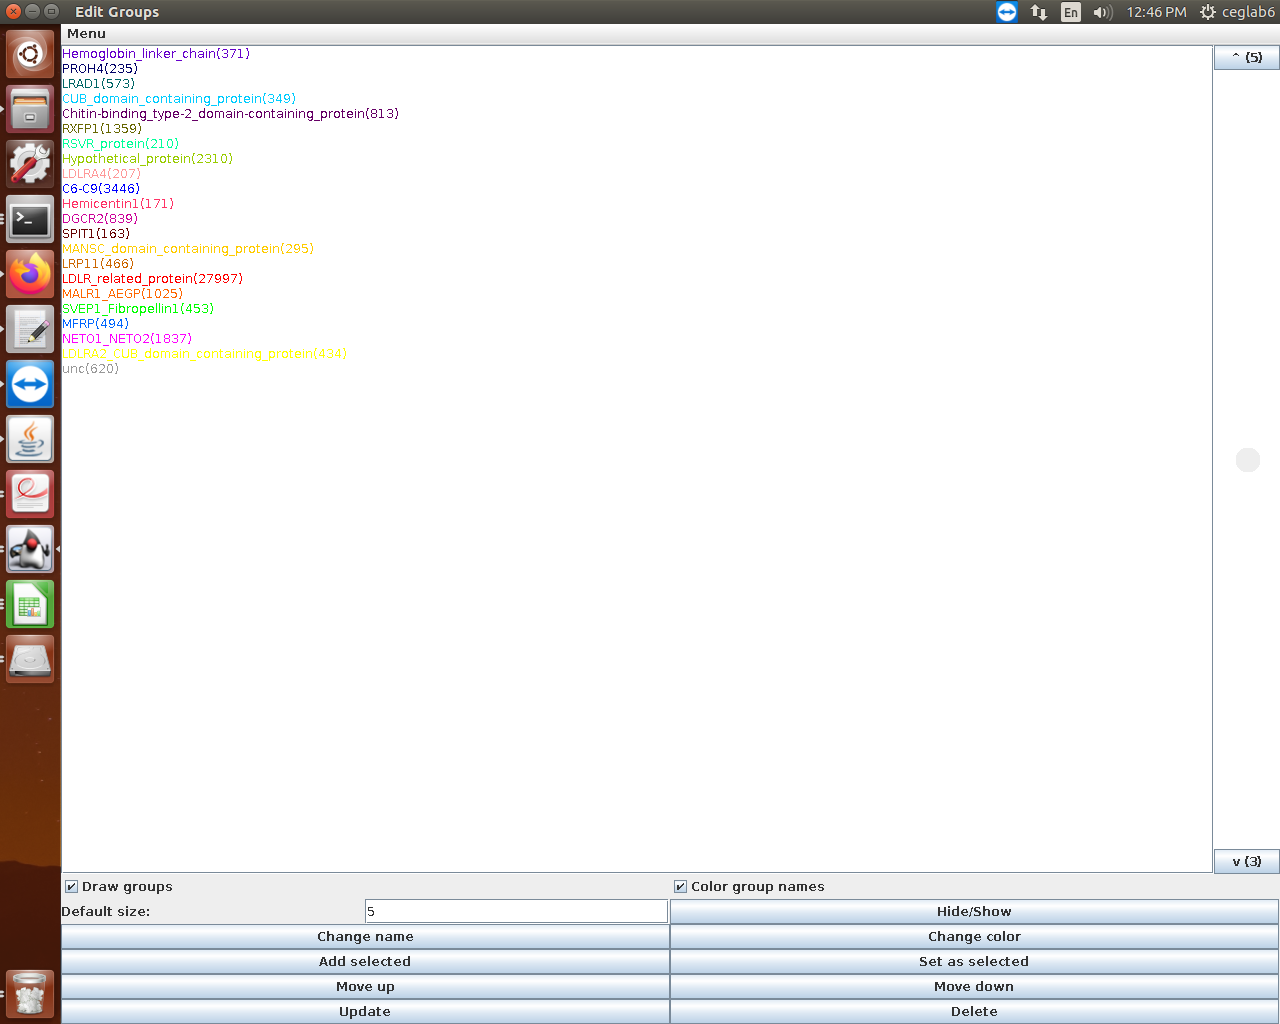 Edit Groups
En
12:46 PM
ceglab6
Menu
Hemoglobin_linker_chain(371)
PROH4(235)
LRAD1(573)
CUB_domain_containing_protein(349)
Chitin-binding_type-2_domain-containing_protein(813)
RXFP1(1359)
RSVR_protein(210)
Hypothetical_protein(2310)
LDLRA4(207)
C6-C9(3446)
Hemicentin1(171)
DGCR2(839)
SPIT1(163)
MANSC_domain_containing_protein(295)
LRP11(466)
LDLR_related_protein(27997)
MALR1_AEGP(1025)
SVEP1_Fibropellin1(453)
MFRP(494)
NETO1_NETO2(1837)
LDLRA2_CUB_domain_containing_protein(434)
unc(620)
^ (5)
v (3)
Draw groups
Color group names
Default size:
5
Hide/Show
Change name
Change color
Add selected
Set as selected
Move up
Move down
Update
Delete